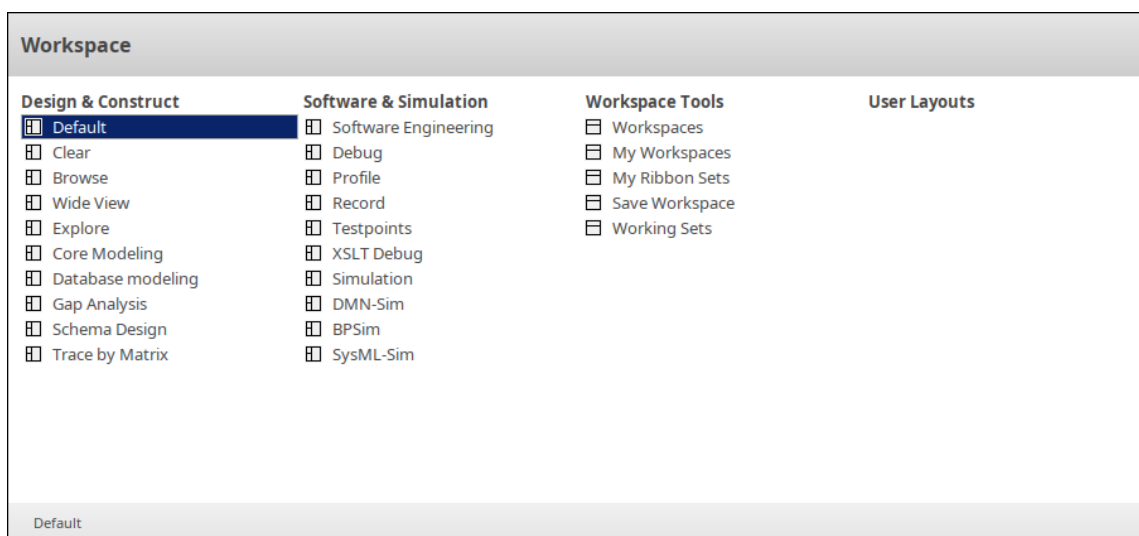 Workspace
Design & Construct
Default
Clear
Browse
Wide View
Explore
Core Modeling
Database modeling
Gap Analysis
Schema Design
Trace by Matrix
Software & Simulation
Software Engineering
Debug
Profile
Record
Testpoints
XSLT Debug
Simulation
DMN-Sim
BPSim
SysML-Sim
Workspace Tools
Workspaces
My Workspaces
My Ribbon Sets
Save Workspace
Working Sets
User Layouts
Default